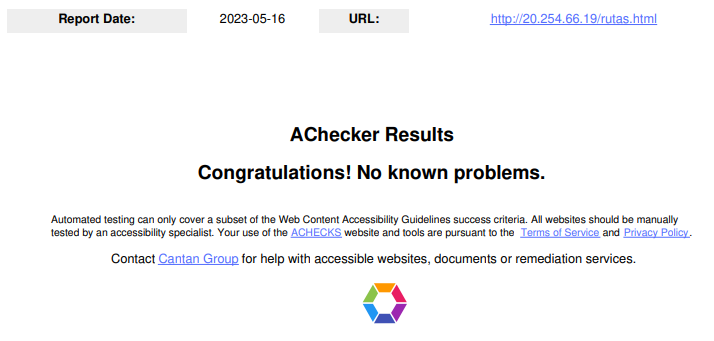 Report Date: 2023-05-16 URL: http://20.254.66.19/rutas.html
AChecker Results
Congratulations! No known problems.
Automated testing can only cover a subset of the Web Content Accessibility Guidelines success criteria. All websites should be manually
tested by an accessibility specialist. Your use of the ACHECKS website and tools are pursuant to the Terms of Service and Privacy Policy.
Contact Cantan Group for help with accessible websites, documents or remediation services.